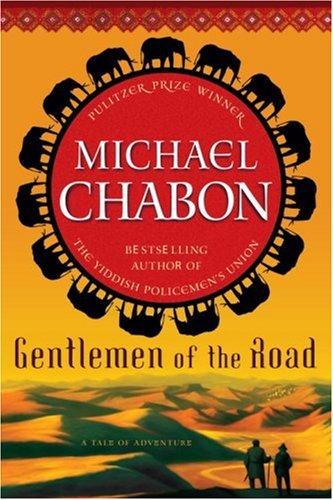 PULITZER PRIZE WINNER
MICHAEL
CHABON
BESTSELLING
AUTHOR OF
THE YIDDISH POLICEMEN'S UNION
Gentlemen of the Road
A TALE OF ADVENTURE